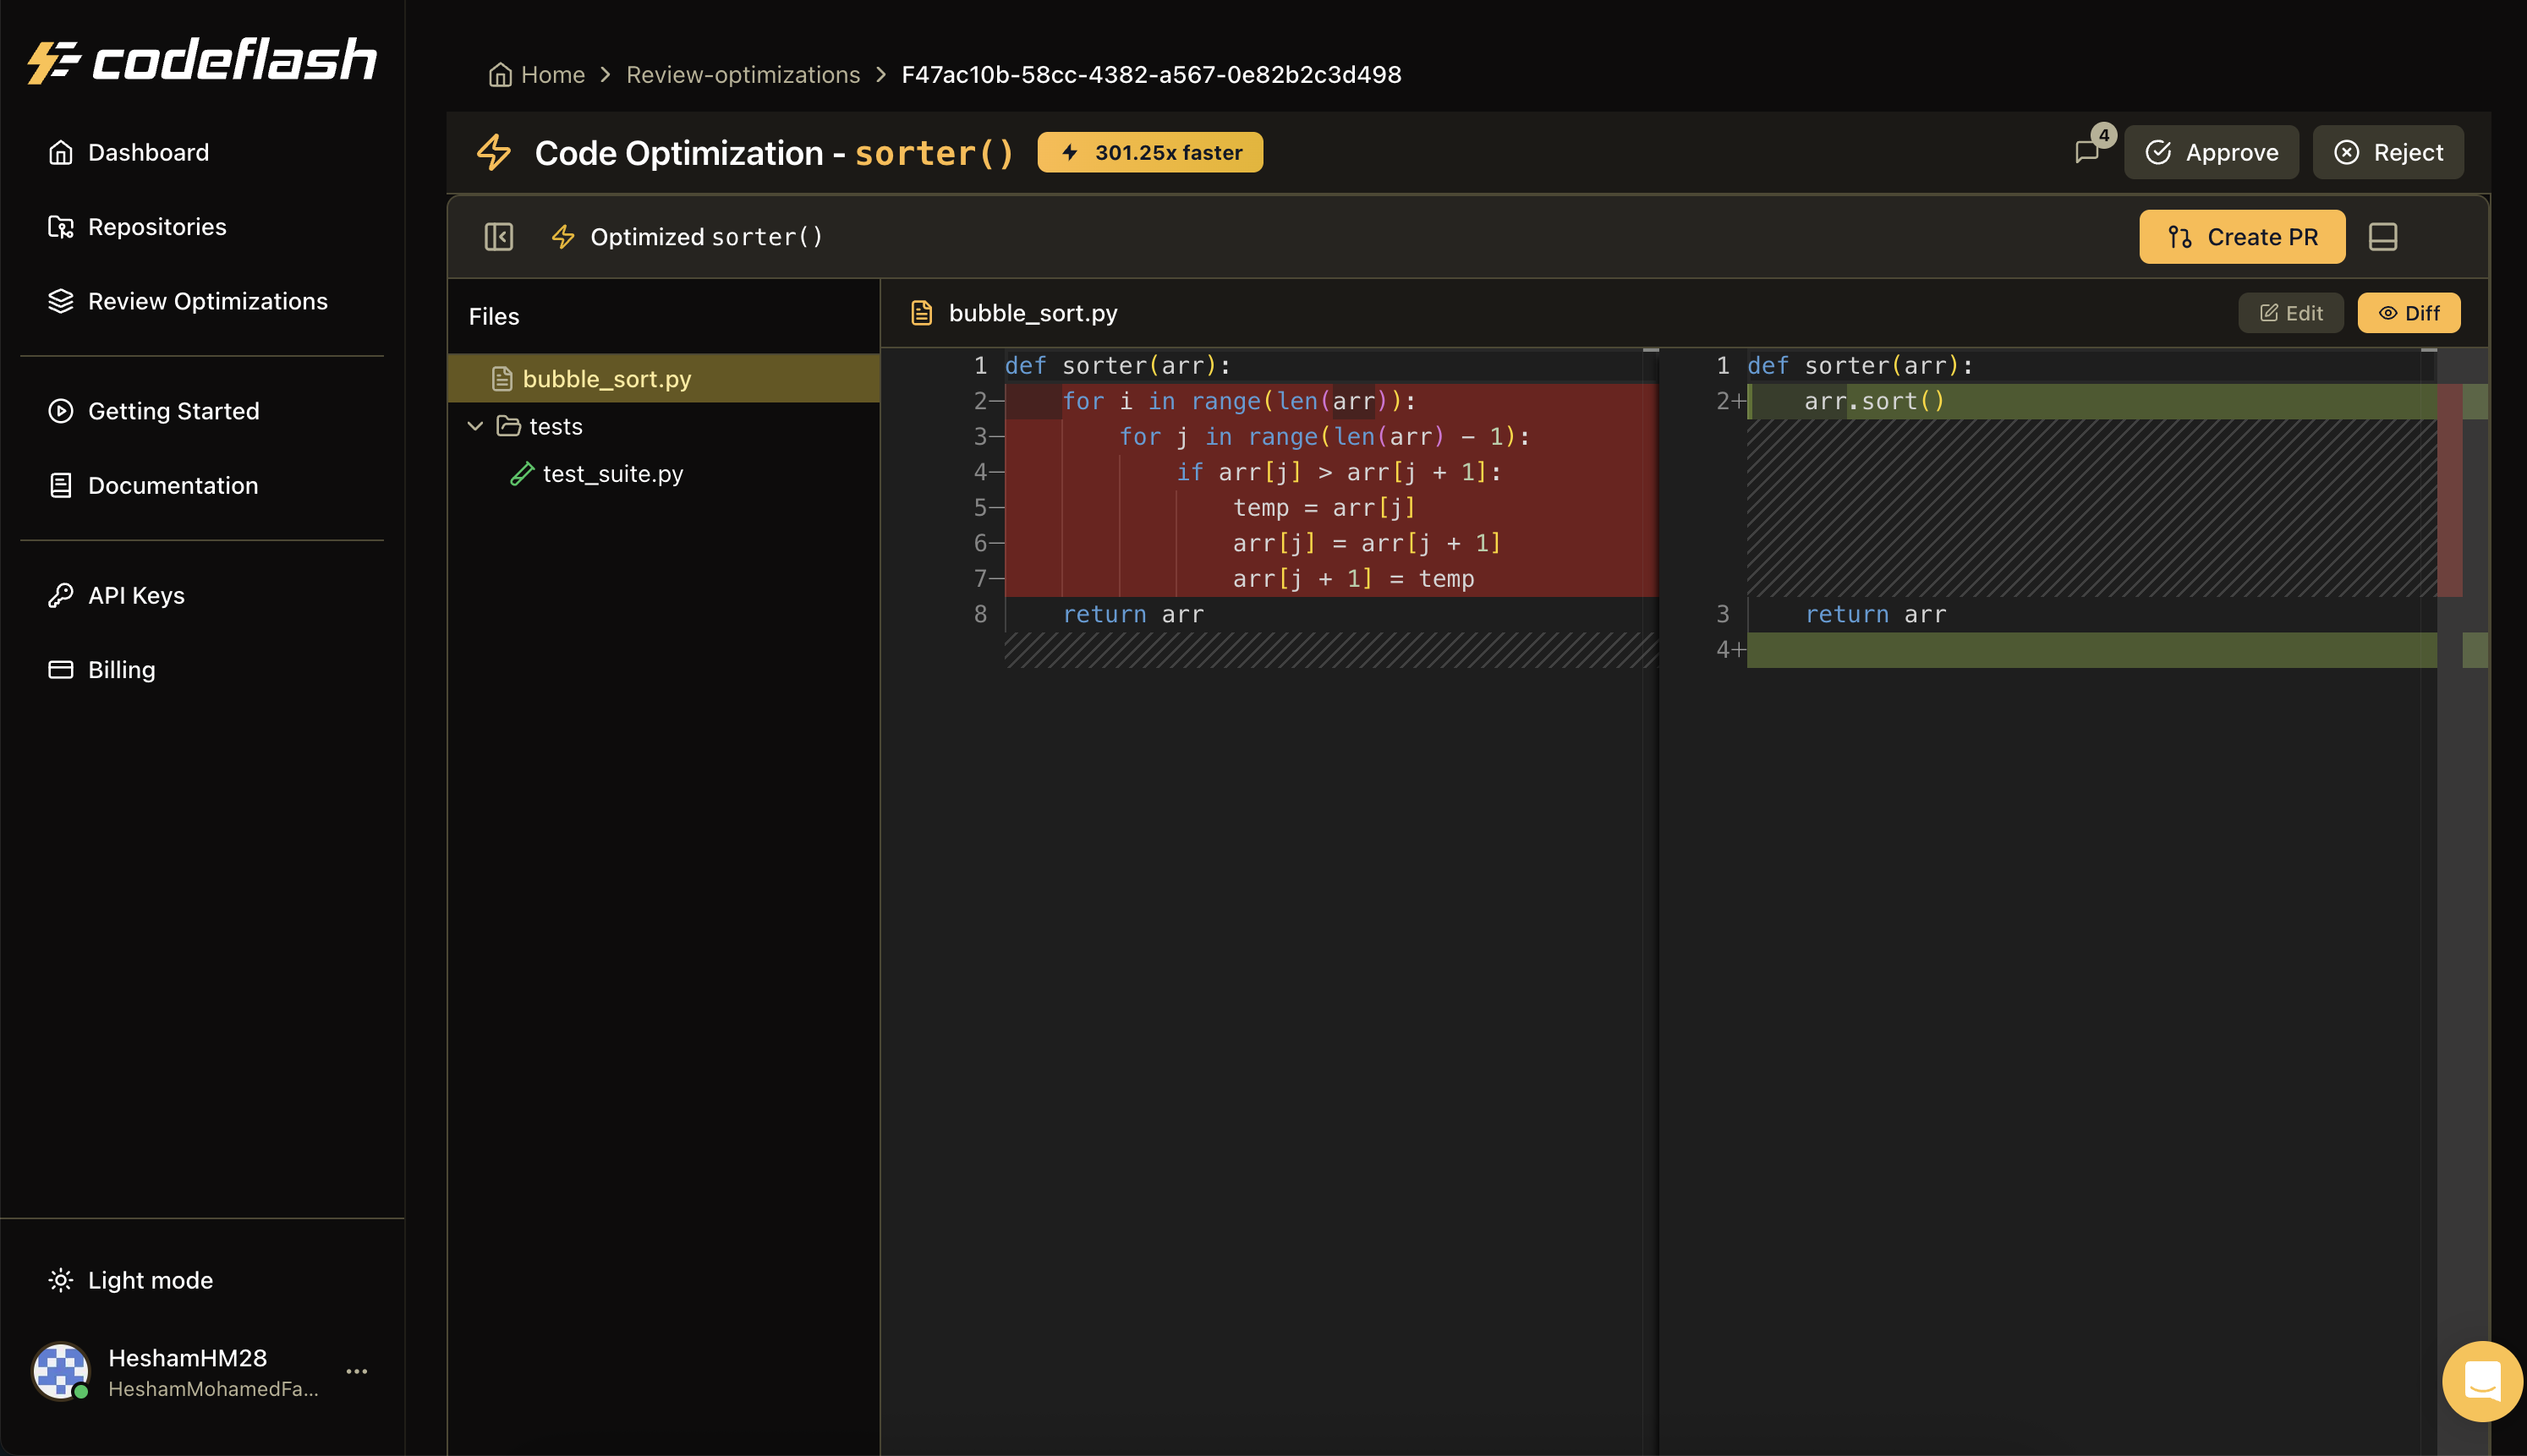 codeflash
Dashboard
Repositories
Review Optimizations
Getting Started
Documentation
API Keys
Billing
Light mode
HeshamHM28
HeshamMohamedFa...
Home > Review-optimizations > F47ac10b-58cc-4382-a567-0e82b2c3d498
Code Optimization - sorter() 301.25x faster
4
Approve
Reject
Optimized sorter()
Create PR
Files
bubble_sort.py
tests
test_suite.py
bubble_sort.py
Edit
Diff
1 def sorter(arr):
2— for i in range(len(arr)):
3— for j in range(len(arr) - 1):
4— if arr[j] > arr[j + 1]:
5— temp = arr[j]
6— arr[j] = arr[j + 1]
7— arr[j + 1] = temp
8 return arr
1 def sorter(arr):
2+ arr.sort()
3 return arr
4+